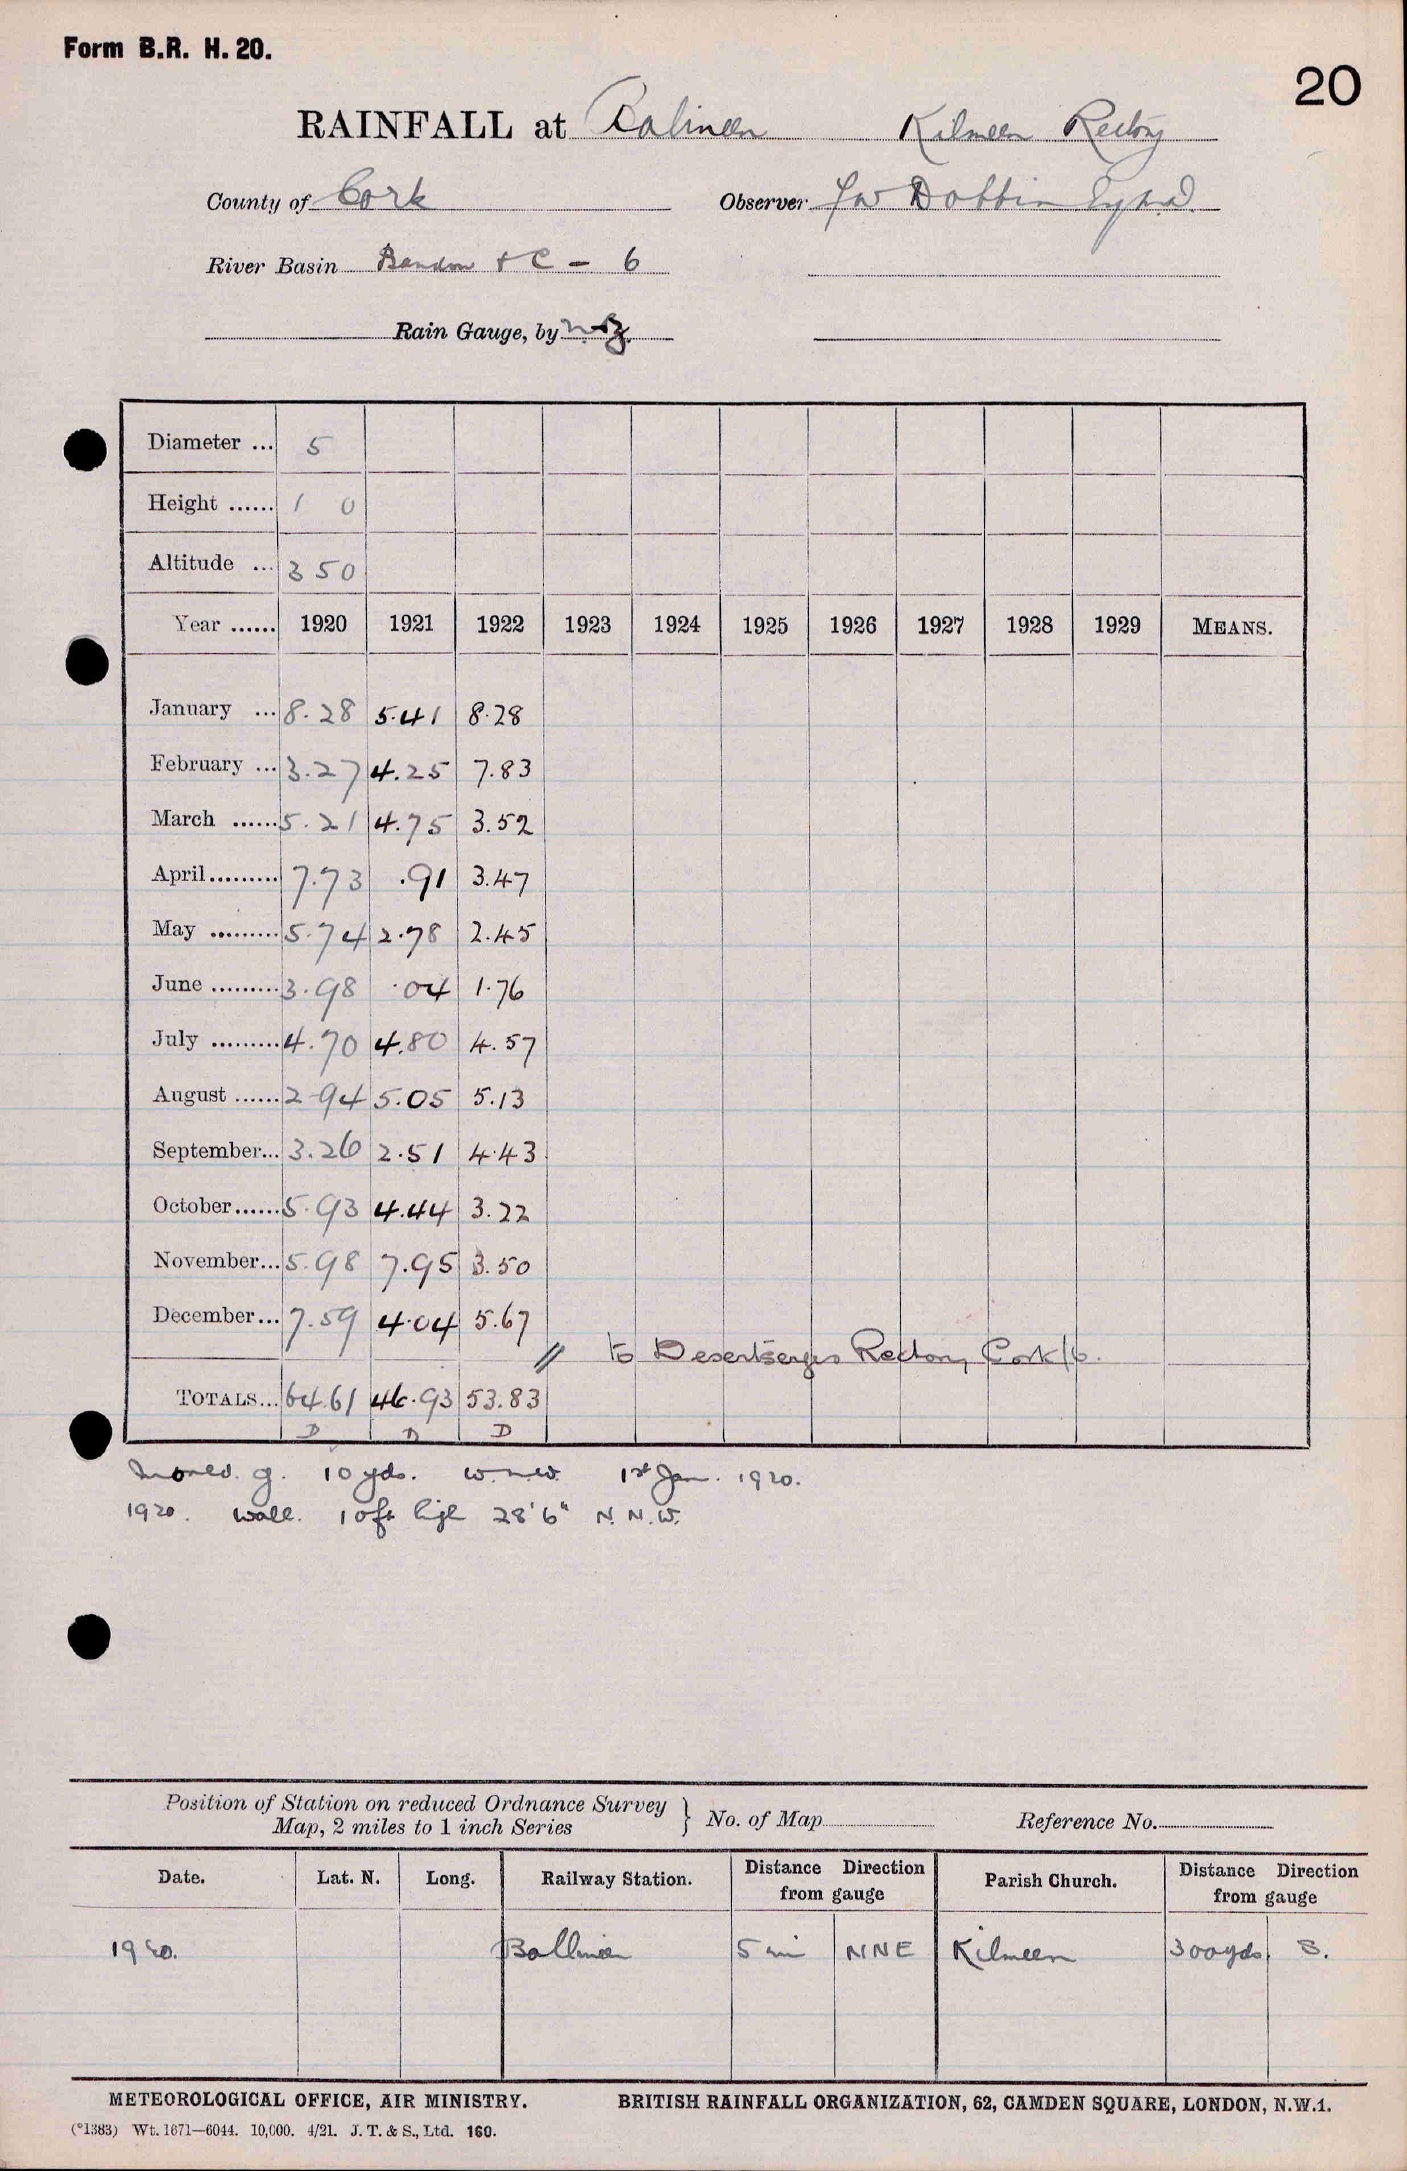 Form B.R. H. 20.
20
RAINFALL at Balineen Kilmeen Rectory
County of Cork Observer Dobbin
River Basin Bandon + C - 6
Rain Gauge, by
Diameter ... 5
Height ...... 1 0
Altitude ... 350
Year ...... 1920 1921 1922 1923 1924 1925 1926 1927 1928 1929 MEANS.
January ... 8.28 5.41 8.28
February ... 3.27 4.25 7.83
March ...... 5.21 4.75 3.52
April......... 7.73 .91 3.47
May ......... 5.74 2.78 2.45
June ......... 3.98 .04 1.76
July ......... 4.70 4.80 4.57
August ...... 2.94 5.05 5.13
September... 3.26 2.51 4.43
October...... 5.93 4.44 3.22
November... 5.98 7.95 3.50
December... 7.59 4.04 5.67
// to Desertserges Rectory, Cork/6.
TOTALS... 64.61 46.93 53.83
D D D
Moved. g. 10 yds. W.N.W. 1st Jan. 1920.
1920. Wall. 10ft high 28'6" N.N.W.
Position of Station on reduced Ordnance Survey
Map, 2 miles to 1 inch Series } No. of Map Reference No.
Date. Lat. N. Long. Railway Station. Distance Direction from gauge Parish Church. Distance Direction from gauge
1920. Ballineen 5 mi NNE Kilmeen 300yds S.
METEOROLOGICAL OFFICE, AIR MINISTRY. BRITISH RAINFALL ORGANIZATION, 62, CAMDEN SQUARE, LONDON, N.W.1.
(*1383) Wt. 1671—6044. 10,000. 4/21. J. T. & S., Ltd. 160.